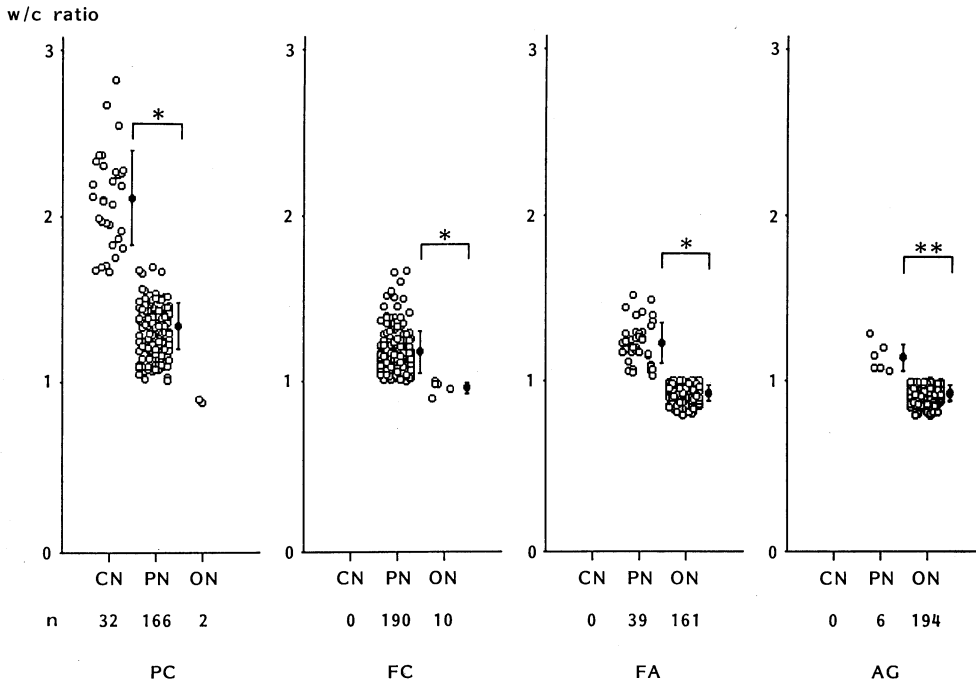 w/c ratio
3 3 3 3
* * * **
2 2 2 2
1 1 1 1
0 0 0 0
CN PN ON CN PN ON CN PN ON CN PN ON
n 32 166 2 0 190 10 0 39 161 0 6 194
PC FC FA AG